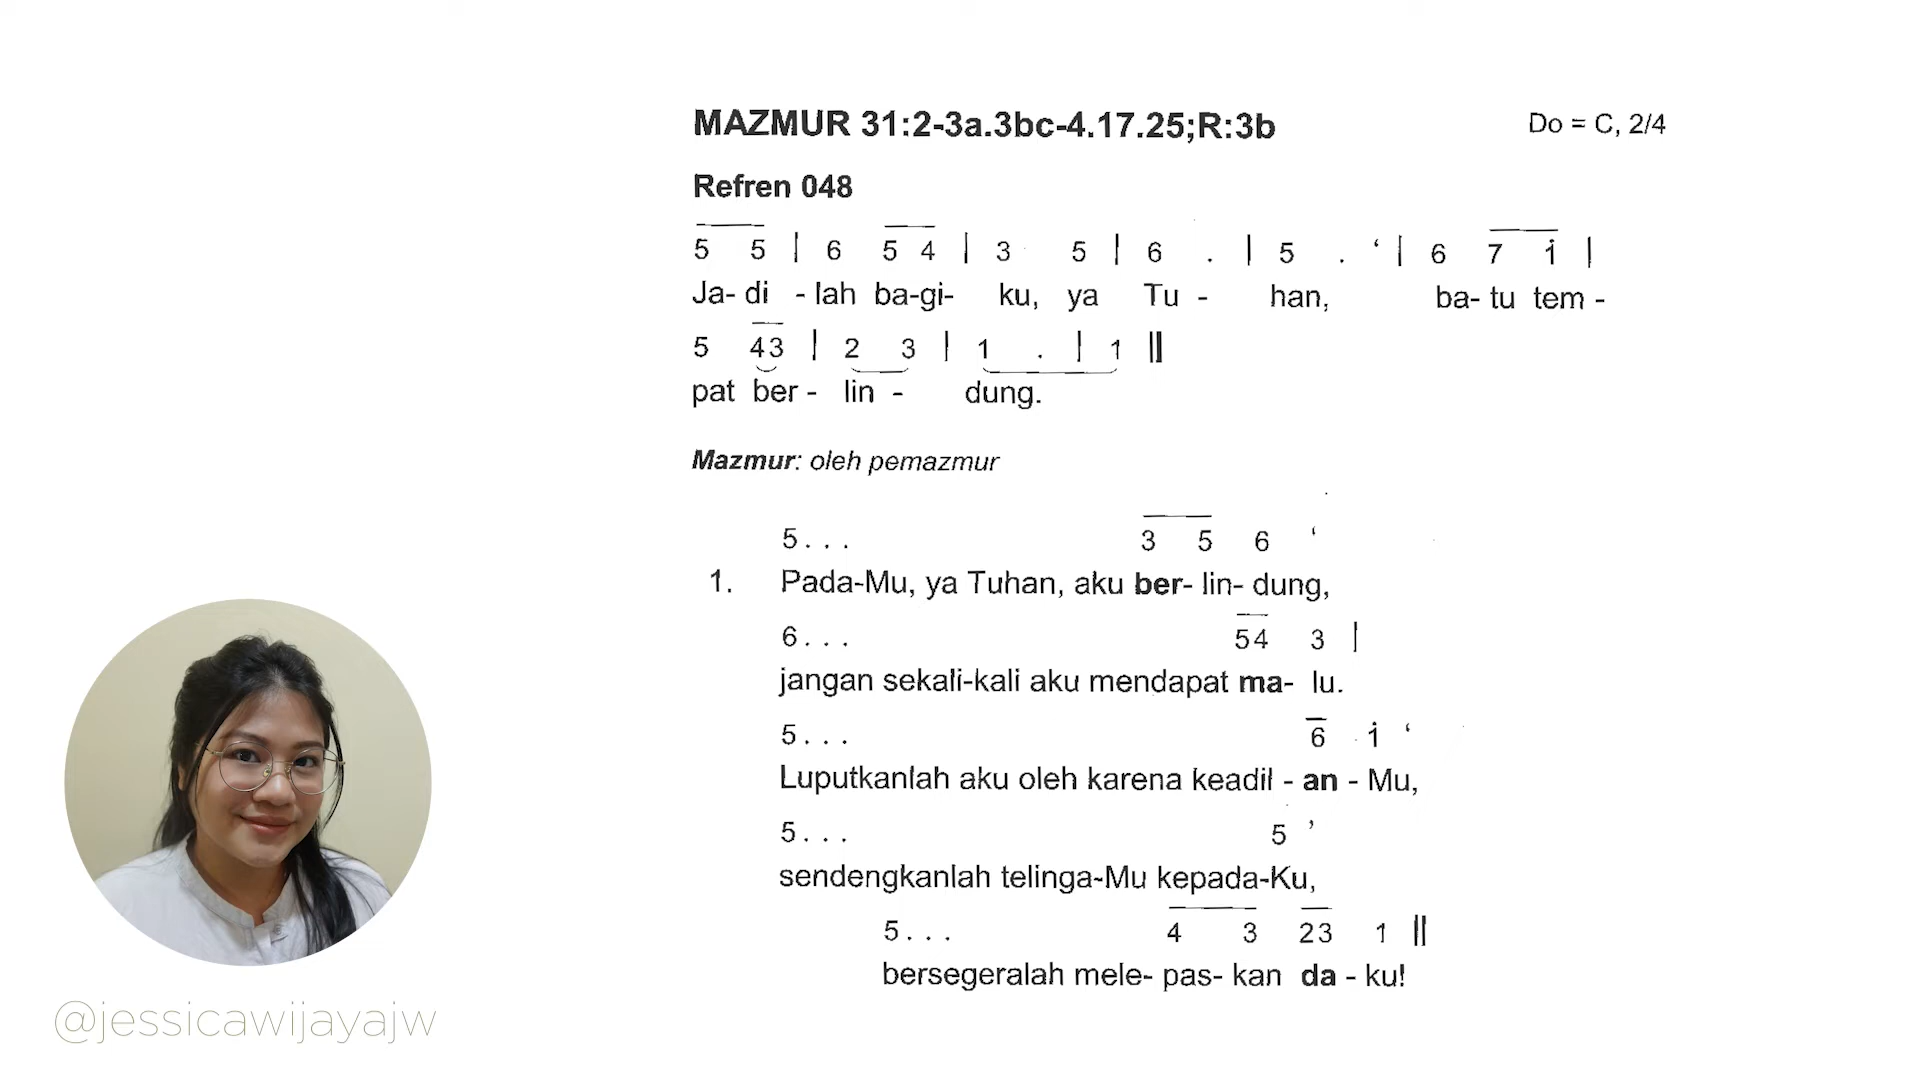 MAZMUR 31:2-3a.3bc-4.17.25;R:3b
Do = C, 2/4
Refren 048
5 5 | 6 5 4 | 3 5 | 6 . | 5 . ‘ | 6 7 i |
Ja- di - lah ba-gi- ku, ya Tu - han, ba- tu tem -
5 43 | 2 3 | 1 . | 1 ||
pat ber - lin - dung.
Mazmur: oleh pemazmur
5 . . . 3 5 6 ‘
1. Pada-Mu, ya Tuhan, aku ber- lin- dung,
6 . . . 54 3 |
jangan sekali-kali aku mendapat ma- lu.
5 . . . 6 i ‘
Luputkanlah aku oleh karena keadil - an - Mu,
5 . . . 5 ’
sendengkanlah telinga-Mu kepada-Ku,
5 . . . 4 3 23 1 ||
bersegeralah mele- pas- kan da - ku!
@jessicawijayajw